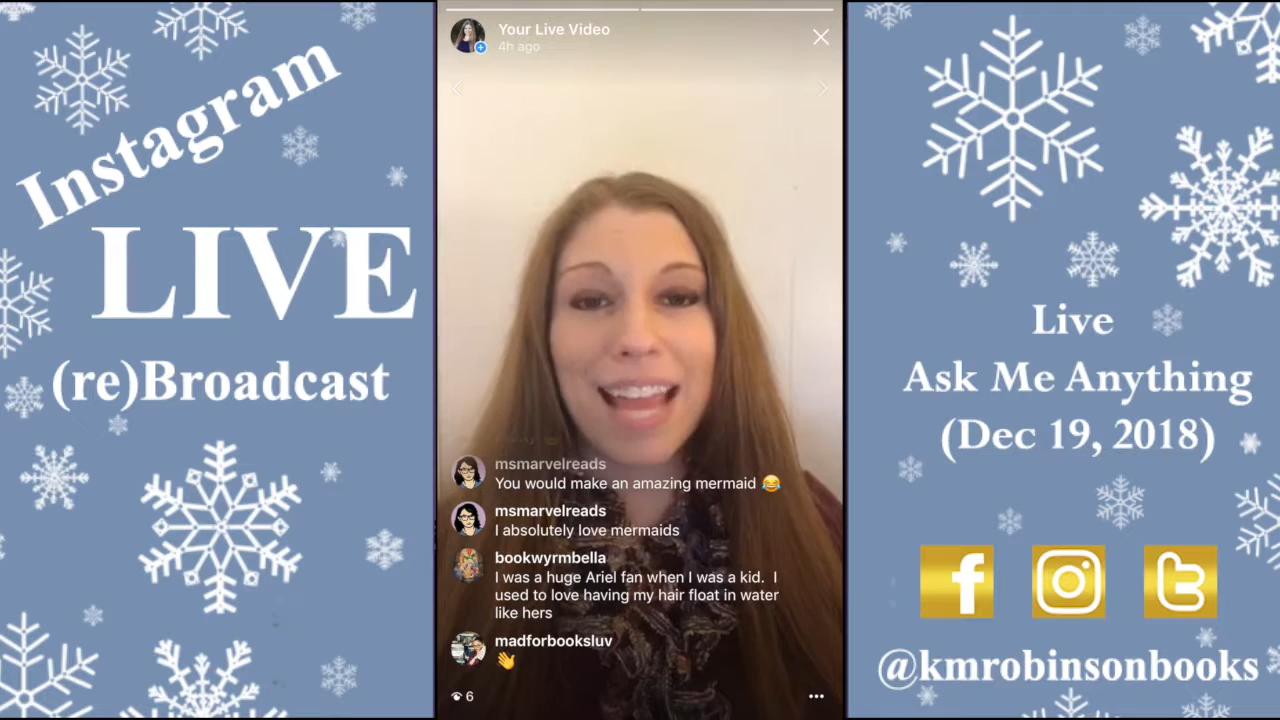 Instagram
LIVE
(re)Broadcast
Your Live Video
4h ago
msmarvelreads
You would make an amazing mermaid 😂
msmarvelreads
I absolutely love mermaids
bookwyrmbella
I was a huge Ariel fan when I was a kid. I
used to love having my hair float in water
like hers
madforbooksluv
👋
6
Live
Ask Me Anything
(Dec 19, 2018)
@kmrobinsonbooks